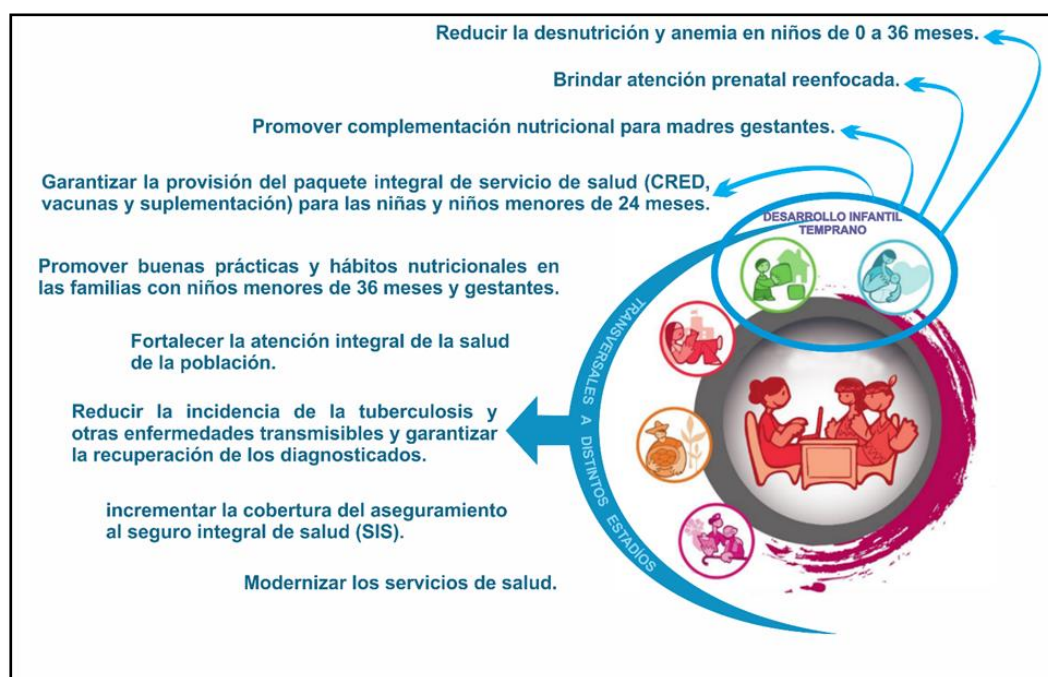 Reducir la desnutrición y anemia en niños de 0 a 36 meses.
Brindar atención prenatal reenfocada.
Promover complementación nutricional para madres gestantes.
Garantizar la provisión del paquete integral de servicio de salud (CRED,
vacunas y suplementación) para las niñas y niños menores de 24 meses.
DESARROLLO INFANTIL
TEMPRANO
Promover buenas prácticas y hábitos nutricionales en
las familias con niños menores de 36 meses y gestantes.
Fortalecer la atención integral de la salud
de la población.
Reducir la incidencia de la tuberculosis y
otras enfermedades transmisibles y garantizar
la recuperación de los diagnosticados.
incrementar la cobertura del aseguramiento
al seguro integral de salud (SIS).
Modernizar los servicios de salud.
TRANSVERSALES A DISTINTOS ESTADÍOS